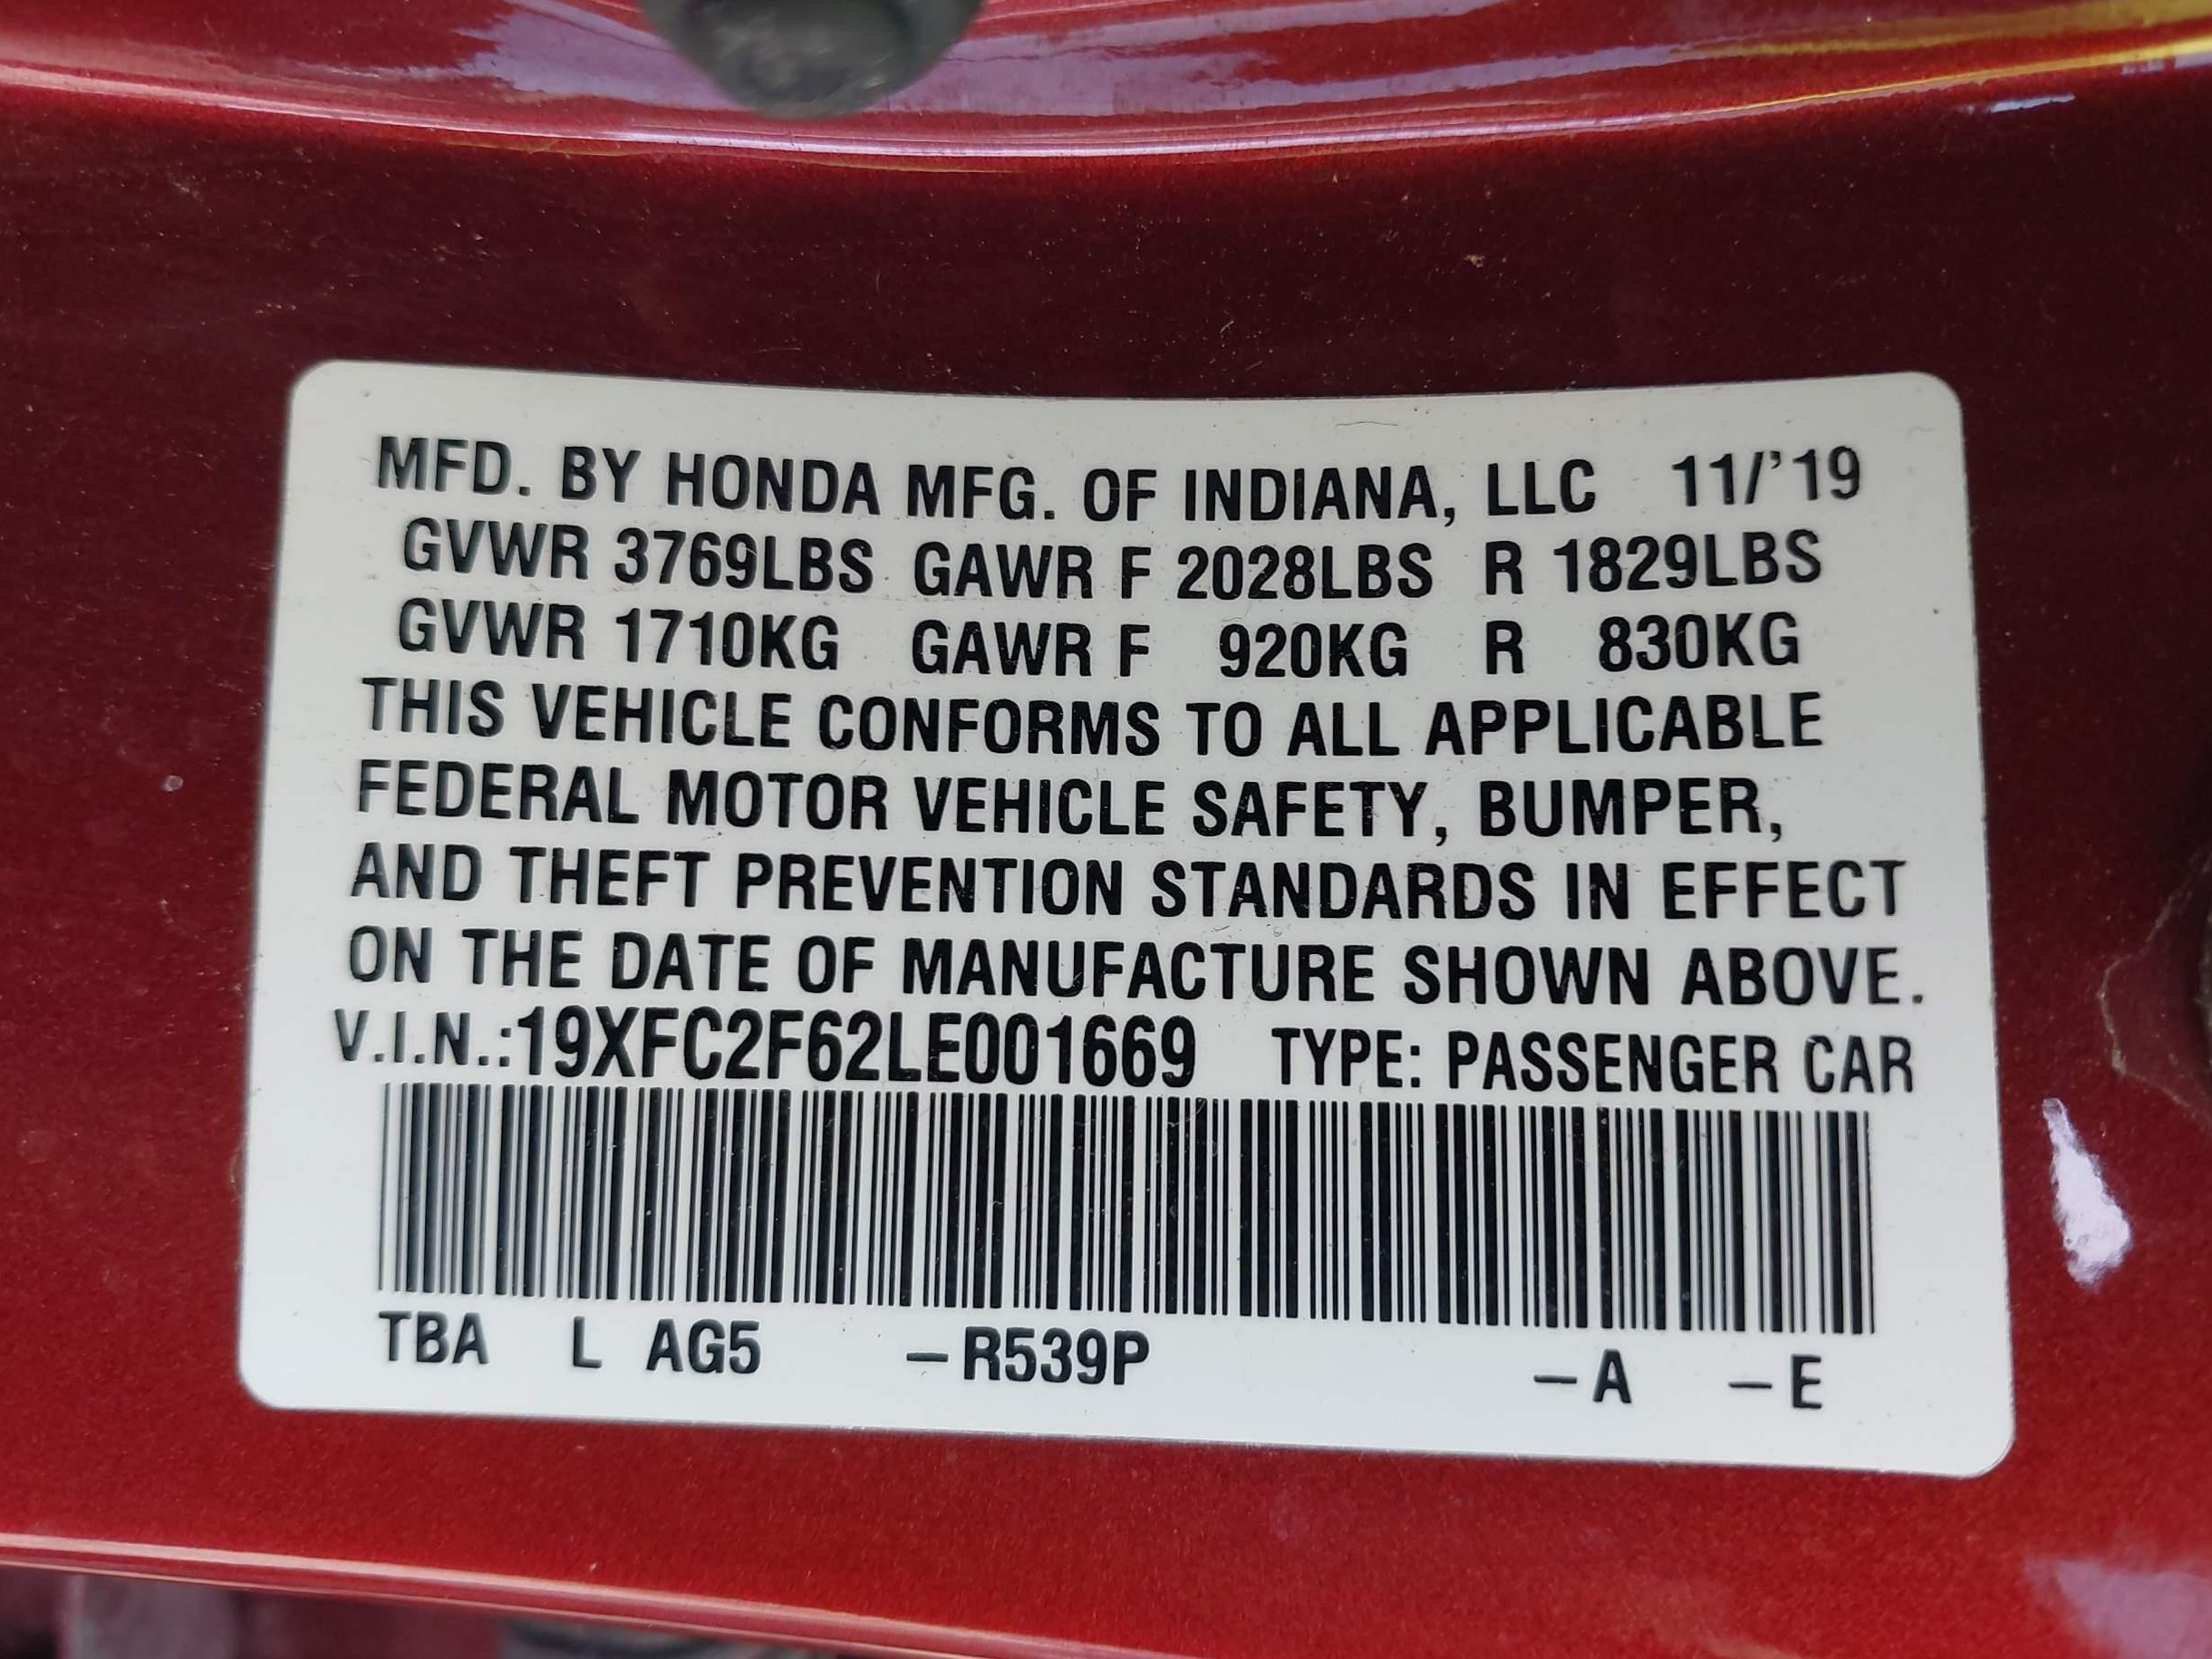 MFD. BY HONDA MFG. OF INDIANA, LLC 11/'19
GVWR 3769LBS GAWR F 2028LBS R 1829LBS
GVWR 1710KG GAWR F 920KG R 830KG
THIS VEHICLE CONFORMS TO ALL APPLICABLE
FEDERAL MOTOR VEHICLE SAFETY, BUMPER,
AND THEFT PREVENTION STANDARDS IN EFFECT
ON THE DATE OF MANUFACTURE SHOWN ABOVE.
V.I.N.:19XFC2F62LE001669 TYPE: PASSENGER CAR
TBA L AG5 –R539P –A –E